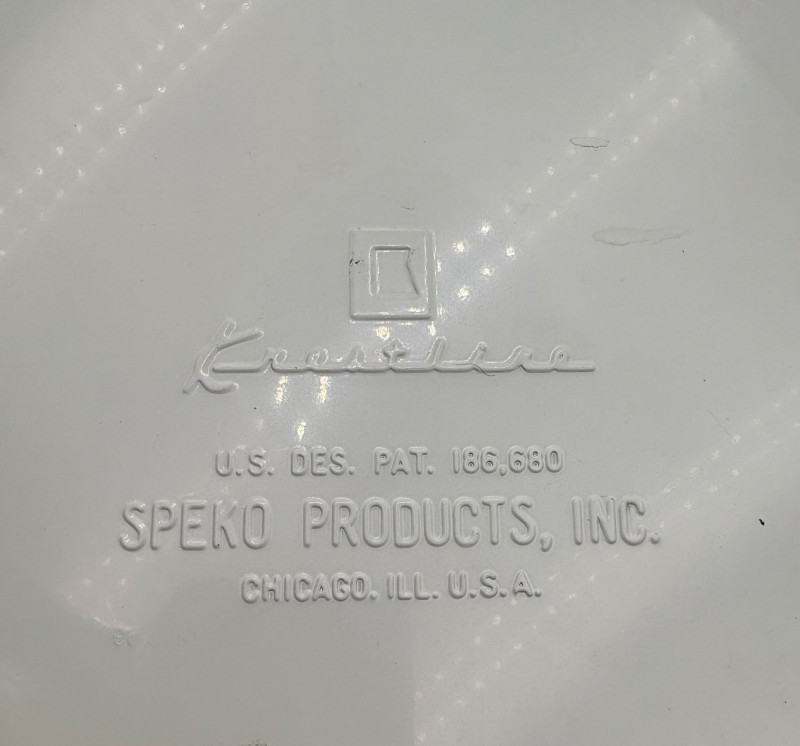 Krestline
U.S. DES. PAT. 186,680
SPEKO PRODUCTS, INC.
CHICAGO. ILL. U.S.A.